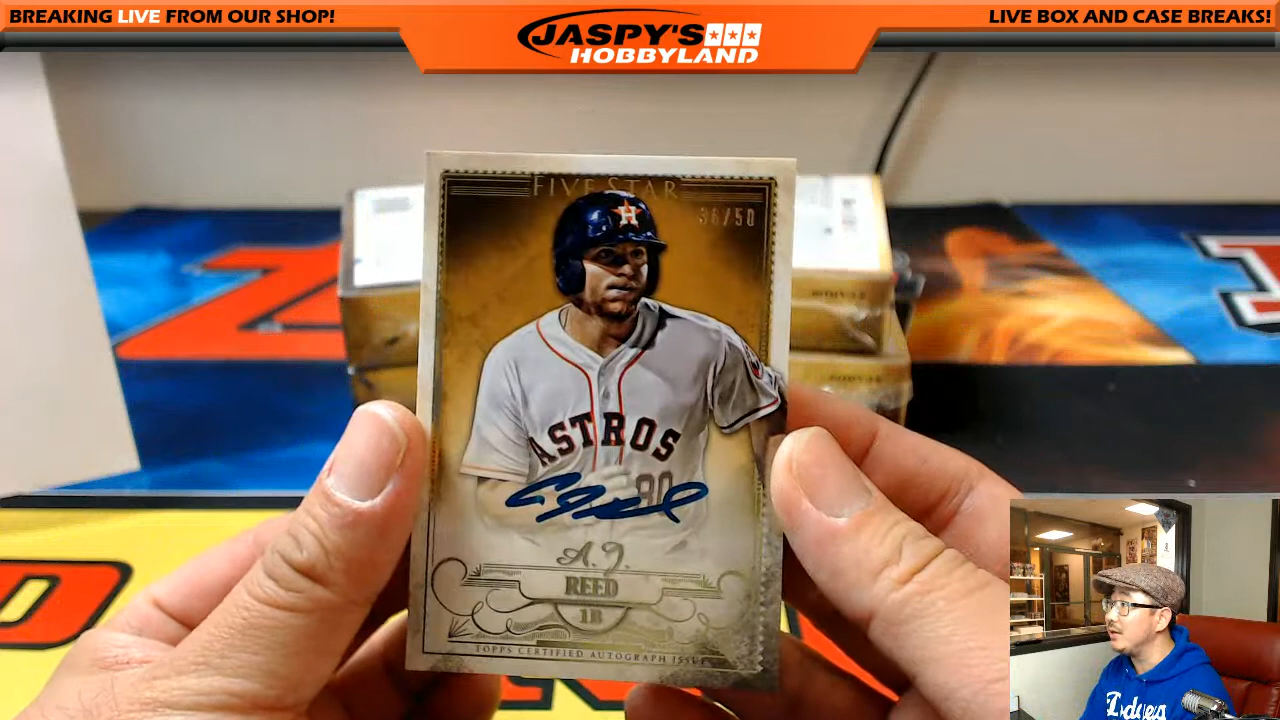 BREAKING LIVE FROM OUR SHOP!
JASPY'S
HOBBYLAND
LIVE BOX AND CASE BREAKS!
FIVE STAR
36/50
H
ASTROS
A.J.
REED
1B
TOPPS CERTIFIED AUTOGRAPH ISSUE
Dodgers